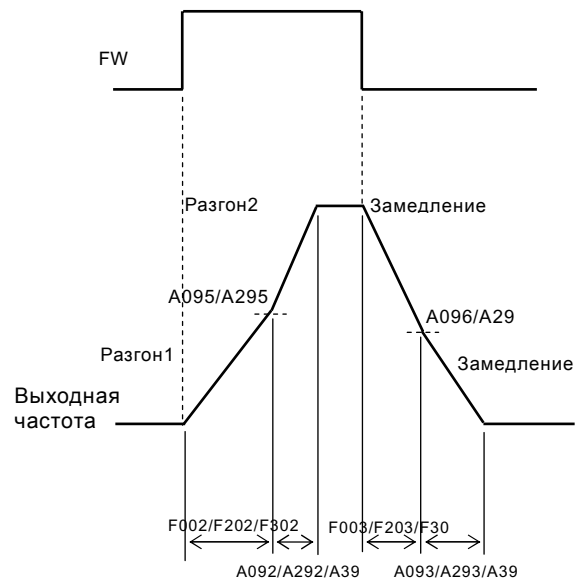 FW
Разгон2
Замедление
A095/A295
A096/A29
Разгон1
Замедление
Выходная
частота
F002/F202/F302
F003/F203/F30
A092/A292/A39
A093/A293/A39